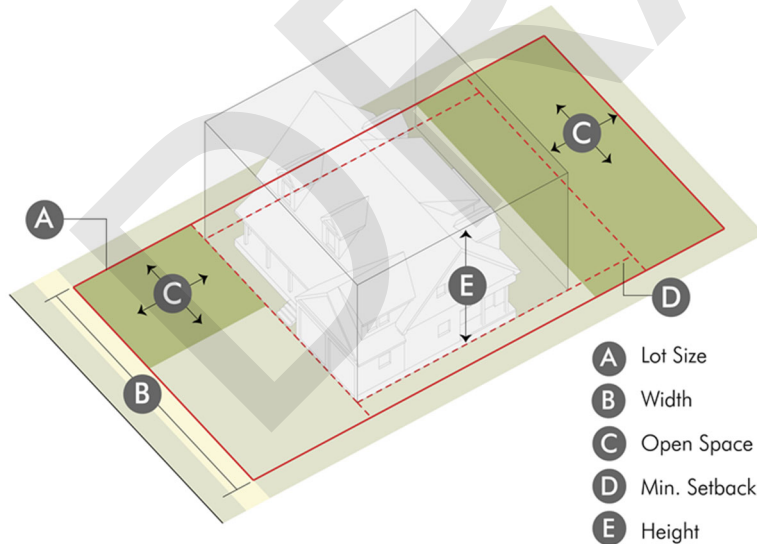 C
A
C
E
D
B
A Lot Size
B Width
C Open Space
D Min. Setback
E Height